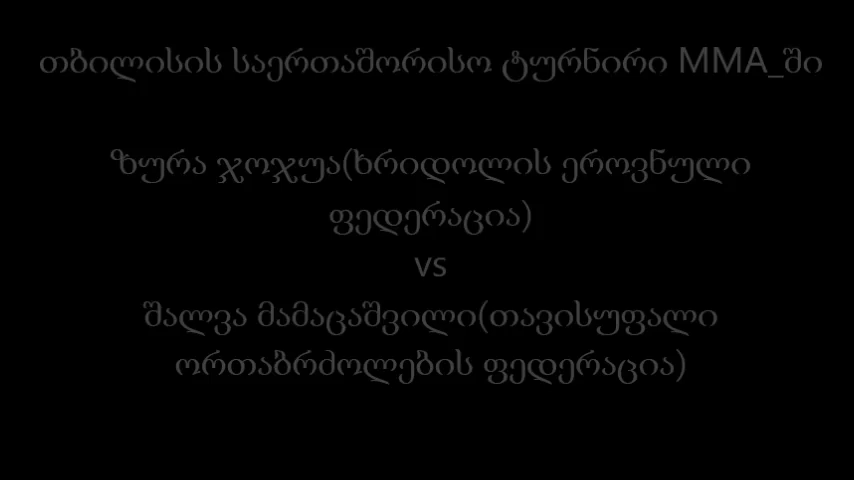 თბილისის საერთაშორისო ტურნირი MMA_ში
ზურა ჯოჯუა(ხრიდოლის ეროვნული
ფედერაცია)
vs
შალვა მამაცაშვილი(თავისუფალი
ორთაბრძოლების ფედერაცია)